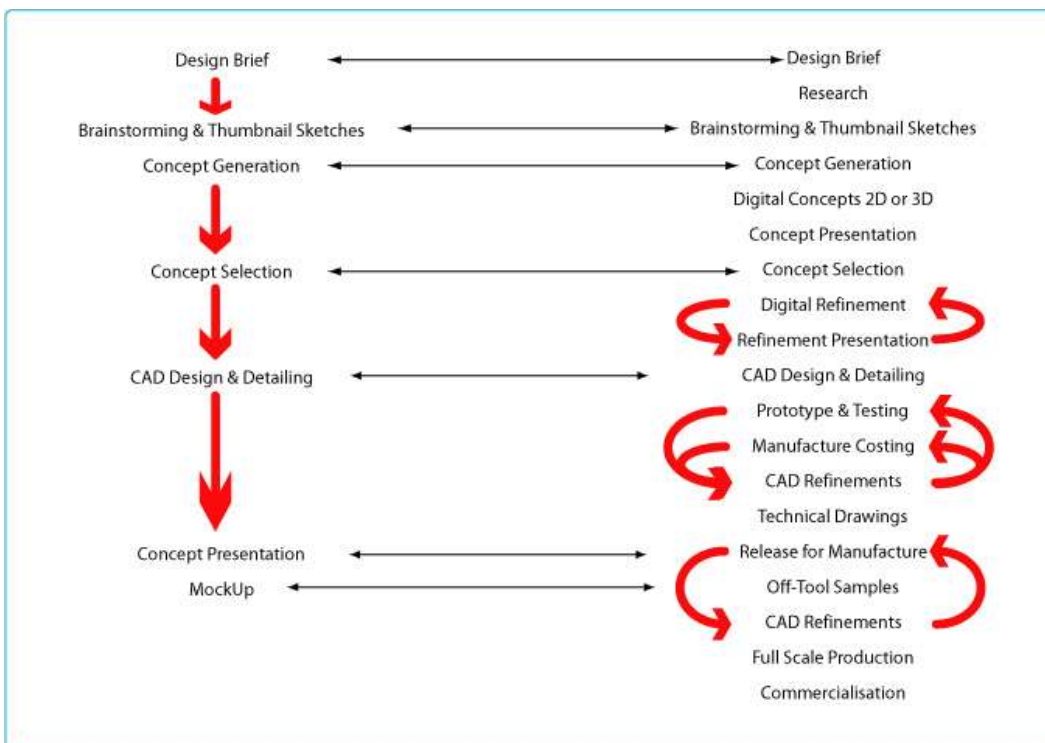 Design Brief
Design Brief
Research
Brainstorming & Thumbnail Sketches
Brainstorming & Thumbnail Sketches
Concept Generation
Concept Generation
Digital Concepts 2D or 3D
Concept Presentation
Concept Selection
Concept Selection
Digital Refinement
Refinement Presentation
CAD Design & Detailing
CAD Design & Detailing
Prototype & Testing
Manufacture Costing
CAD Refinements
Technical Drawings
Concept Presentation
Release for Manufacture
MockUp
Off-Tool Samples
CAD Refinements
Full Scale Production
Commercialisation